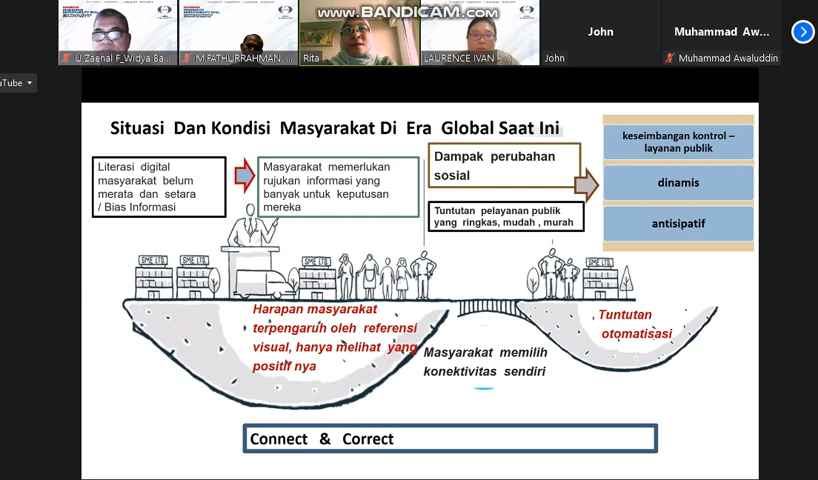 www.BANDICAM.com
U Zaenal F_Widya Ba...
M.FATHURRAHMAN. ...
Rita
LAURENCE IVAN
John
John
Muhammad Aw...
Muhammad Awaluddin
uTube
Situasi Dan Kondisi Masyarakat Di Era Global Saat Ini
Literasi digital
masyarakat belum
merata dan setara
/ Bias Informasi
Masyarakat memerlukan
rujukan informasi yang
banyak untuk keputusan
mereka
Dampak perubahan
sosial
Tuntutan pelayanan publik
yang ringkas, mudah , murah
keseimbangan kontrol –
layanan publik
dinamis
antisipatif
SME LTD.
SME LTD.
SME LTD.
SME LTD.
Harapan masyarakat
terpengaruh oleh referensi
visual, hanya melihat yang
positif nya
Masyarakat memilih
konektivitas sendiri
Tuntutan
otomatisasi
Connect & Correct